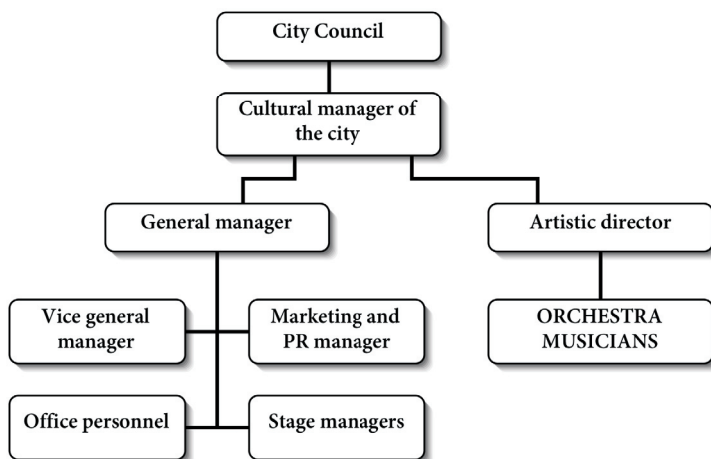 City Council
Cultural manager of
the city
General manager
Artistic director
Vice general
manager
Marketing and
PR manager
ORCHESTRA
MUSICIANS
Office personnel
Stage managers